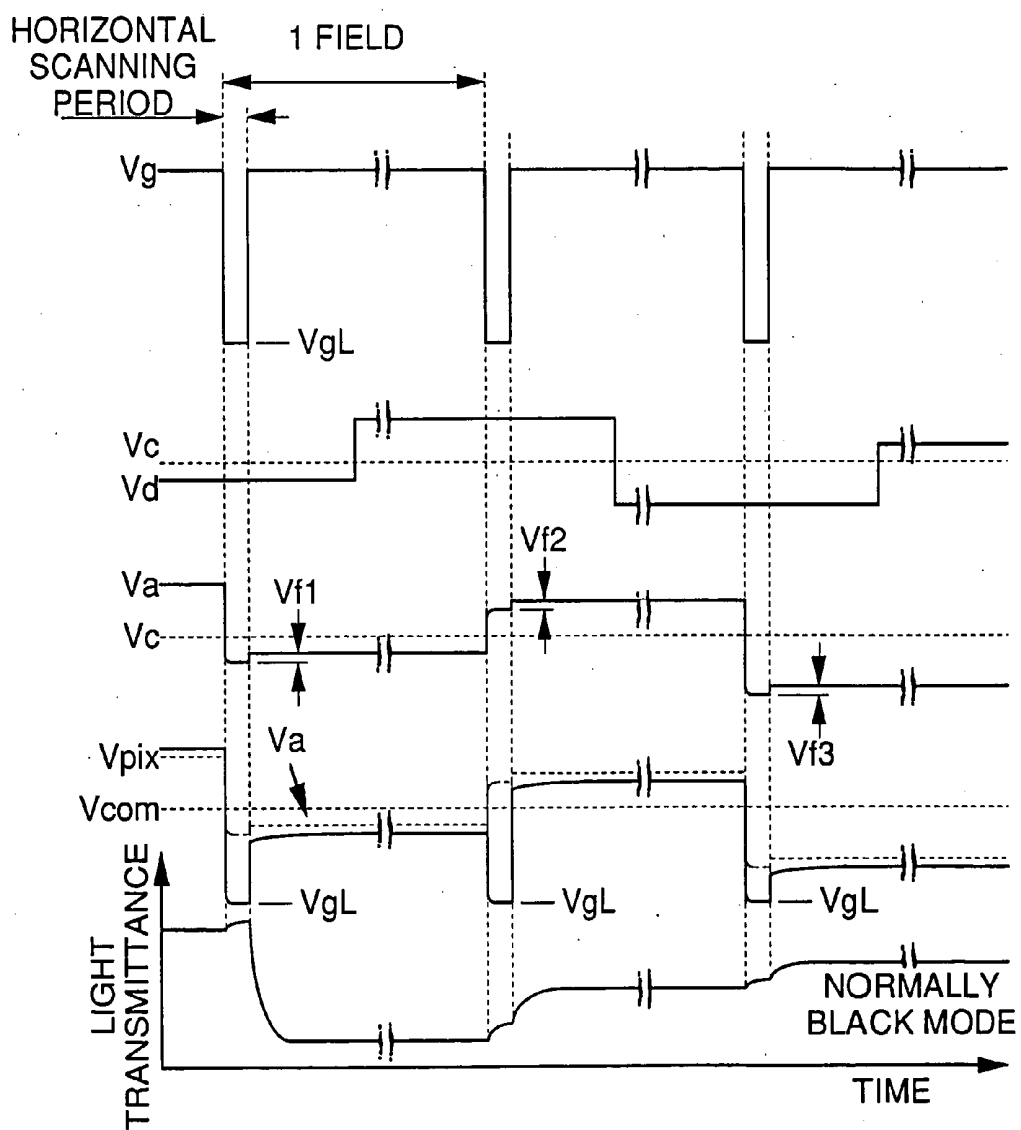 HORIZONTAL
SCANNING
PERIOD
1 FIELD
Vg
VgL
Vc
Vd
Va
Vf1
Vf2
Vc
Va
Vf3
Vpix
Vcom
VgL
VgL
VgL
LIGHT
TRANSMITTANCE
NORMALLY
BLACK MODE
TIME